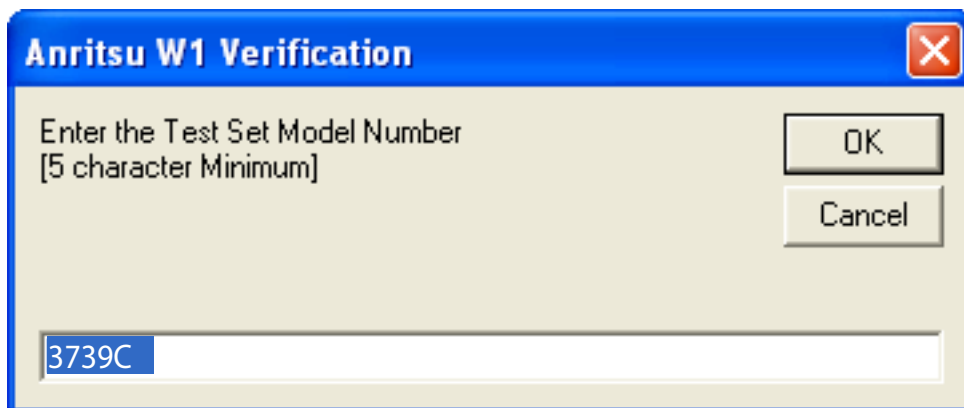 Anritsu W1 Verification
Enter the Test Set Model Number
[5 character Minimum]
OK
Cancel
3739C